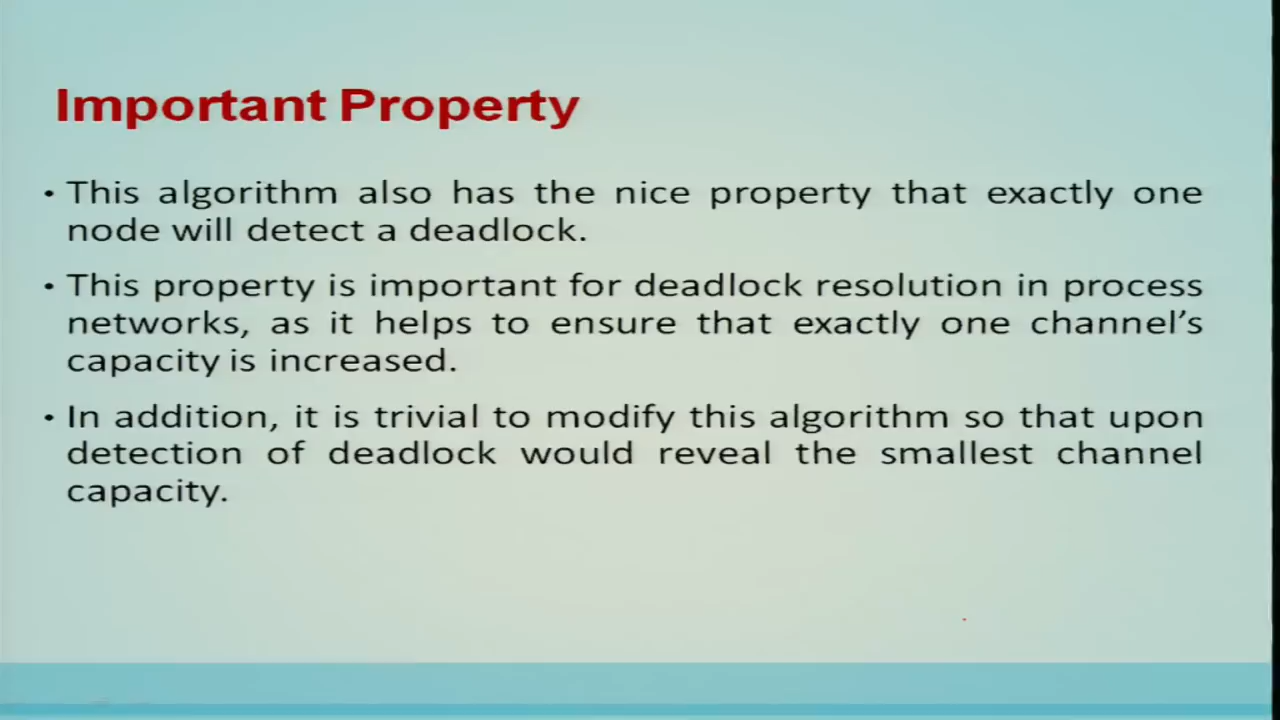 Important Property
• This algorithm also has the nice property that exactly one
node will detect a deadlock.
• This property is important for deadlock resolution in process
networks, as it helps to ensure that exactly one channel's
capacity is increased.
• In addition, it is trivial to modify this algorithm so that upon
detection of deadlock would reveal the smallest channel
capacity.